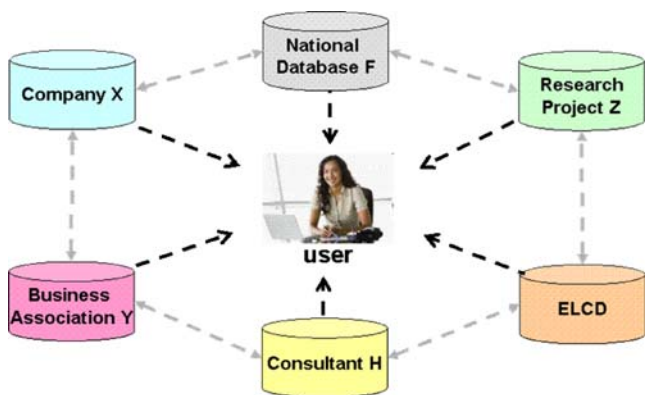 National
Database F
Company X
Research
Project Z
user
Business
Association Y
ELCD
Consultant H